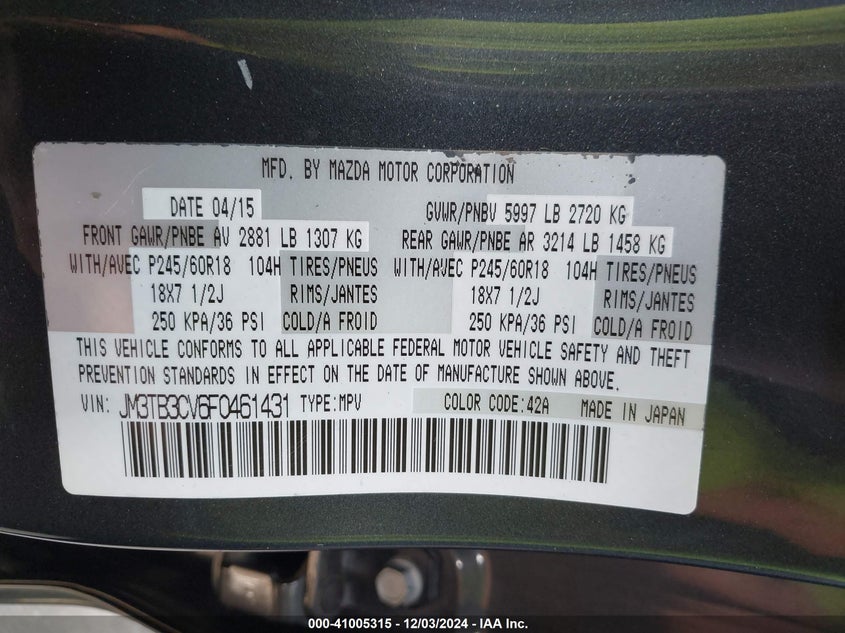 MFD. BY MAZDA MOTOR CORPORATION
DATE 04/15 GVWR/PNBV 5997 LB 2720 KG
FRONT GAWR/PNBE AV 2881 LB 1307 KG REAR GAWR/PNBE AR 3214 LB 1458 KG
WITH/AVEC P245/60R18 104H TIRES/PNEUS WITH/AVEC P245/60R18 104H TIRES/PNEUS
18X7 1/2J RIMS/JANTES 18X7 1/2J RIMS/JANTES
250 KPA/36 PSI COLD/A FROID 250 KPA/36 PSI COLD/A FROID
THIS VEHICLE CONFORMS TO ALL APPLICABLE FEDERAL MOTOR VEHICLE SAFETY AND THEFT
PREVENTION STANDARDS IN EFFECT ON THE DATE OF MANUFACTURE SHOWN ABOVE.
VIN: JM3TB3CV6F0461431 TYPE:MPV COLOR CODE:42A MADE IN JAPAN
000-41005315 - 12/03/2024 - IAA Inc.